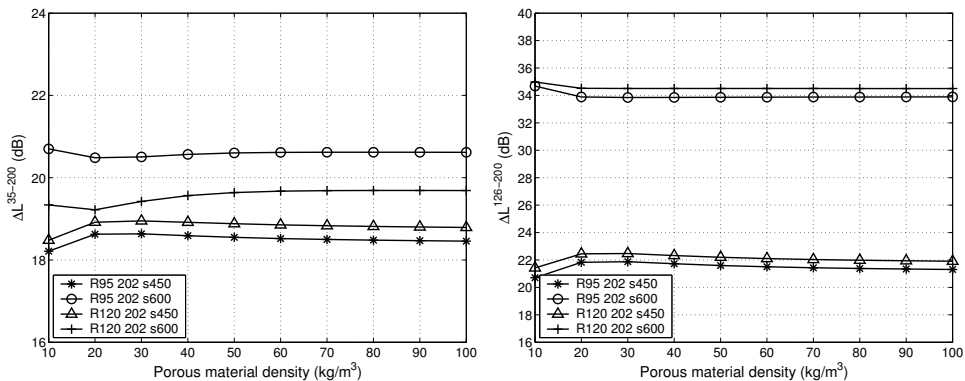 24
22
20
18
16
ΔL^35−200 (dB)
R95 202 s450
R95 202 s600
R120 202 s450
R120 202 s600
10 20 30 40 50 60 70 80 90 100
Porous material density (kg/m³)
40
38
36
34
32
30
28
26
24
22
20
18
16
ΔL^126−200 (dB)
R95 202 s450
R95 202 s600
R120 202 s450
R120 202 s600
10 20 30 40 50 60 70 80 90 100
Porous material density (kg/m³)